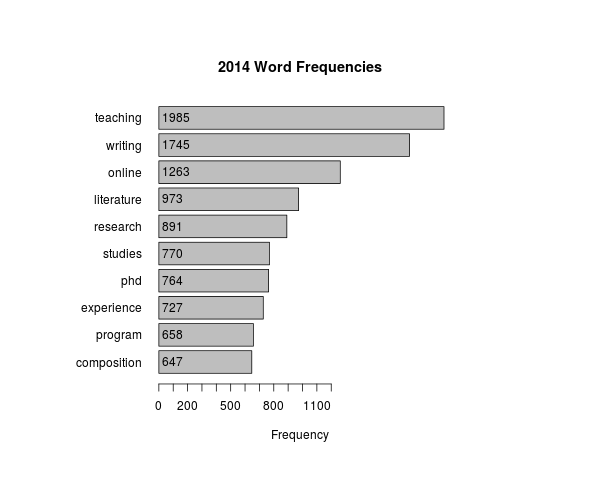 2014 Word Frequencies
teaching 1985
writing 1745
online 1263
literature 973
research 891
studies 770
phd 764
experience 727
program 658
composition 647
0 200 500 800 1100
Frequency